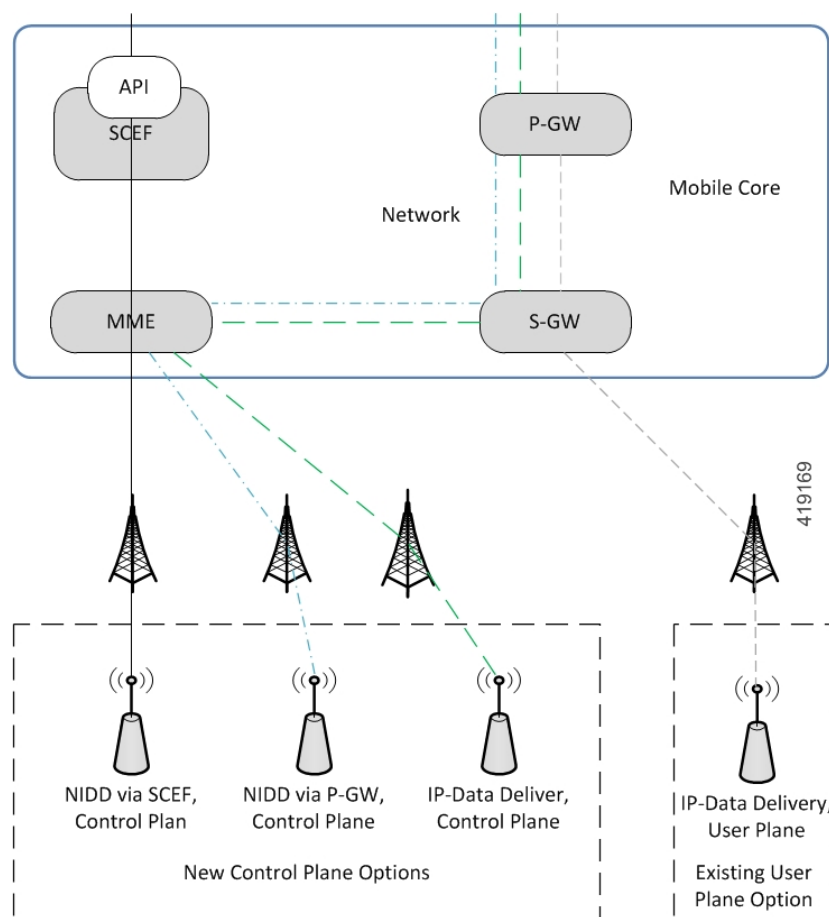 API
SCEF
P-GW
Mobile Core
Network
MME
S-GW
419169
NIDD via SCEF,
Control Plan
NIDD via P-GW,
Control Plane
IP-Data Deliver,
Control Plane
IP-Data Delivery,
User Plane
New Control Plane Options
Existing User
Plane Option